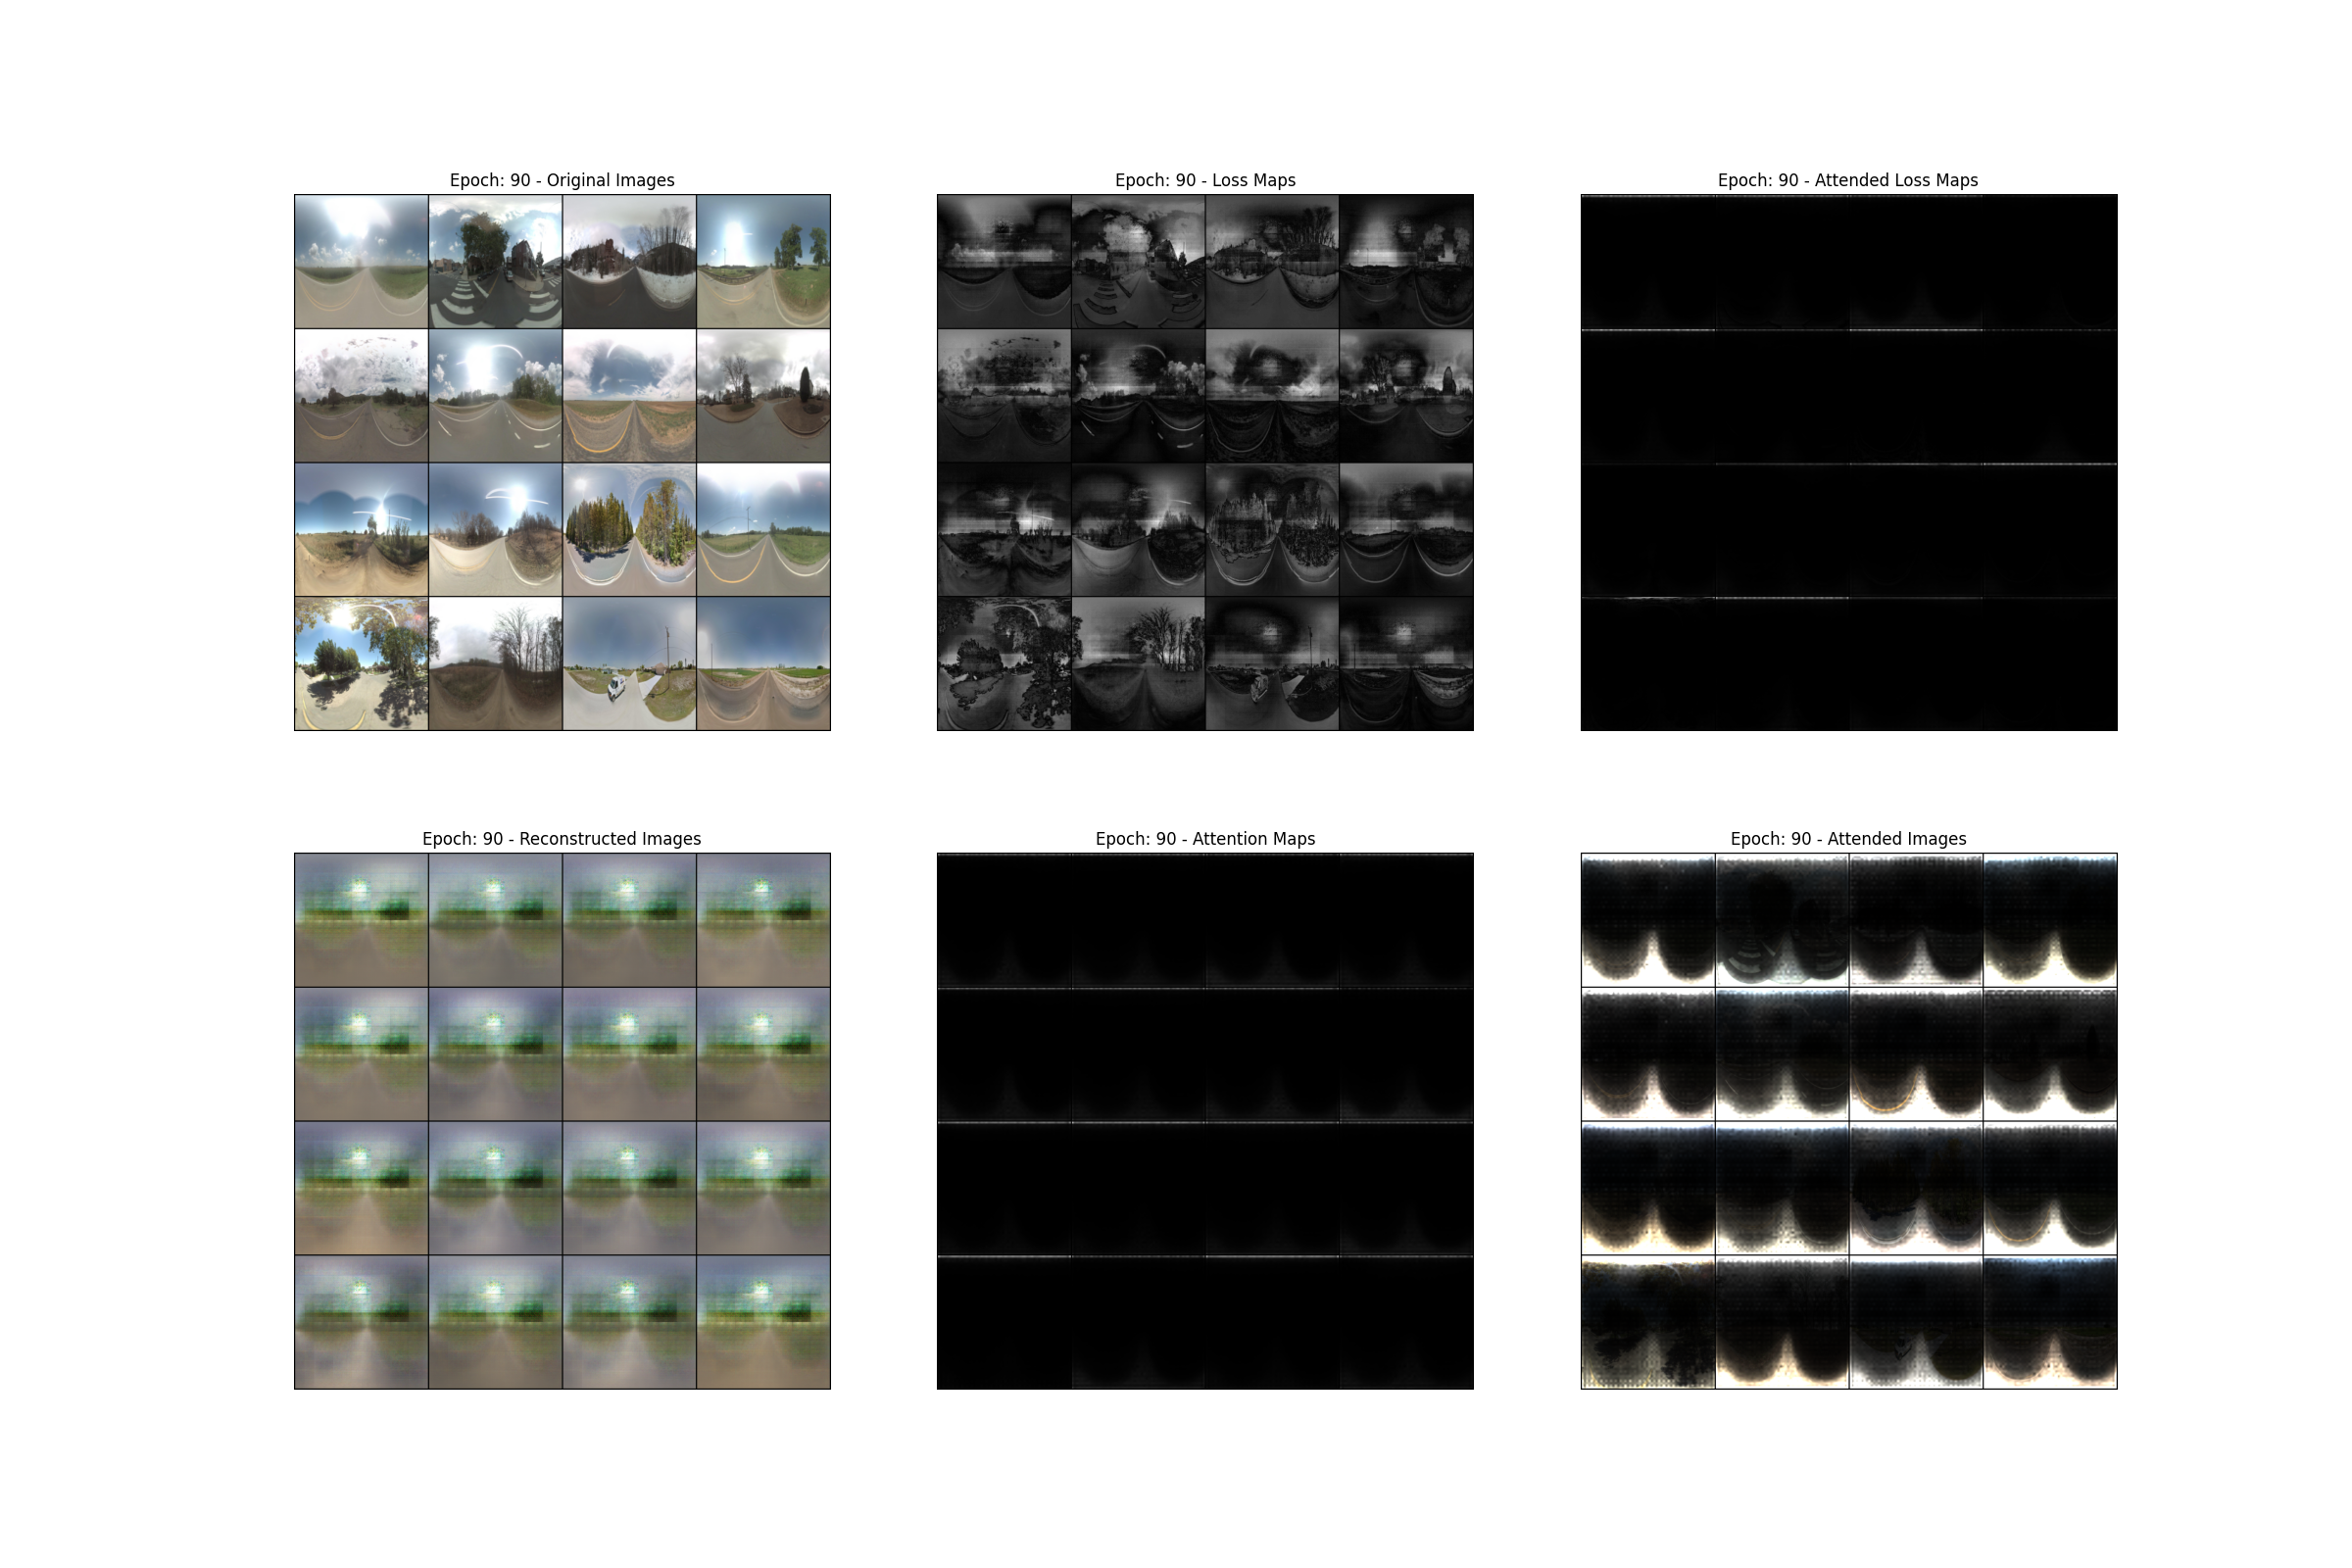 Epoch: 90 - Original Images
Epoch: 90 - Loss Maps
Epoch: 90 - Attended Loss Maps
Epoch: 90 - Reconstructed Images
Epoch: 90 - Attention Maps
Epoch: 90 - Attended Images